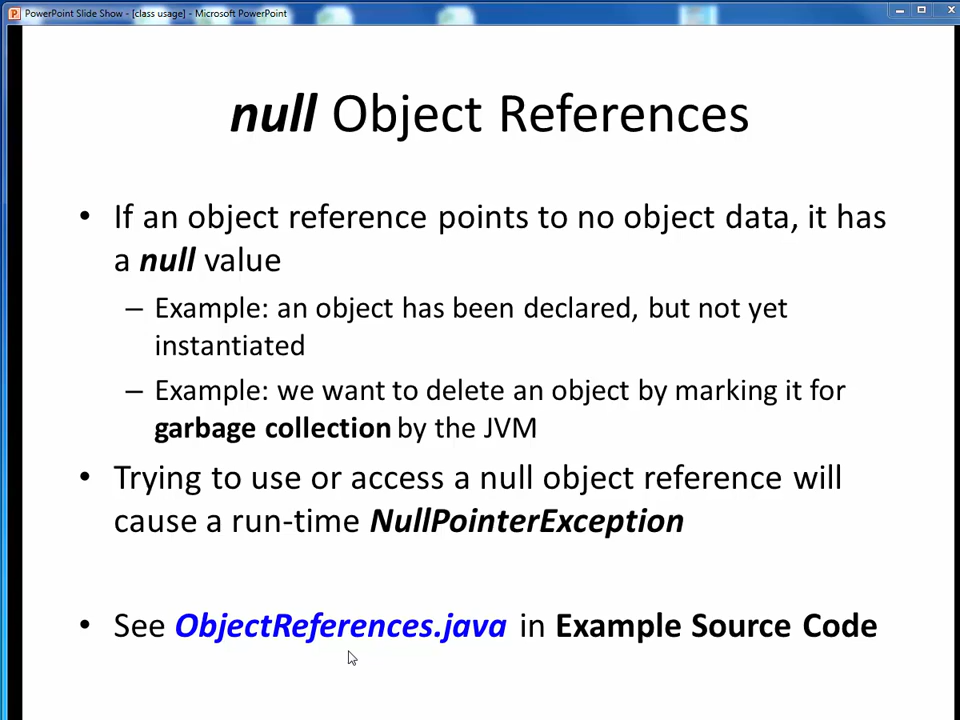 PowerPoint Slide Show - [class usage] - Microsoft PowerPoint
null Object References
• If an object reference points to no object data, it has
a null value
– Example: an object has been declared, but not yet
instantiated
– Example: we want to delete an object by marking it for
garbage collection by the JVM
• Trying to use or access a null object reference will
cause a run-time NullPointerException
• See ObjectReferences.java in Example Source Code